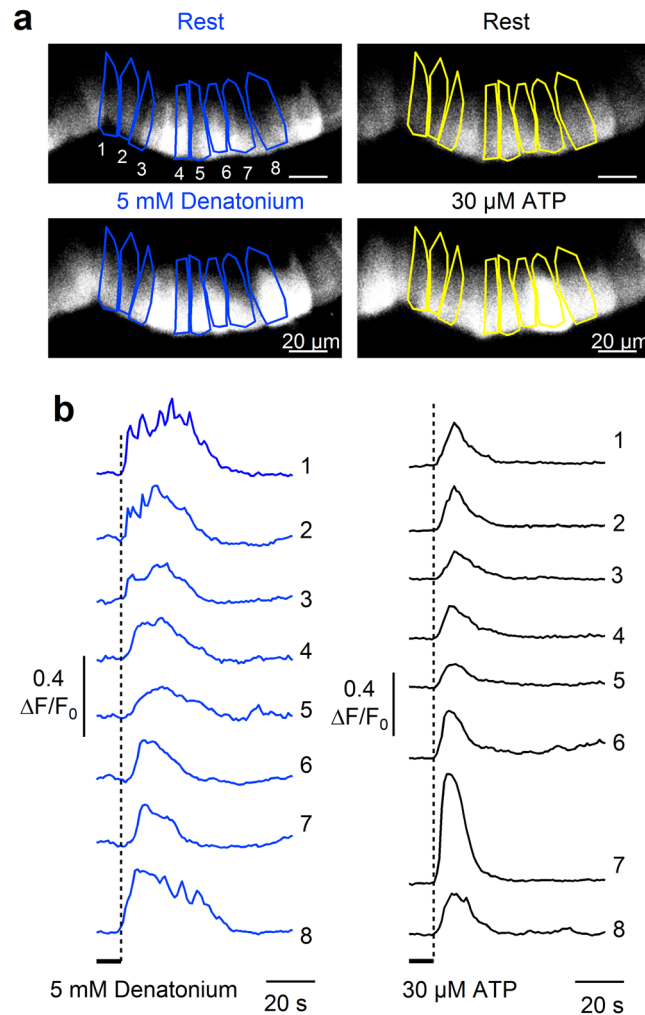 a
Rest Rest
1 2 3 4 5 6 7 8
5 mM Denatonium 30 µM ATP
20 µm 20 µm
b
1 1
2 2
3 3
4 4
0.4
ΔF/F0
5 5
0.4
ΔF/F0
6 6
7 7
8 8
5 mM Denatonium 20 s 30 µM ATP 20 s